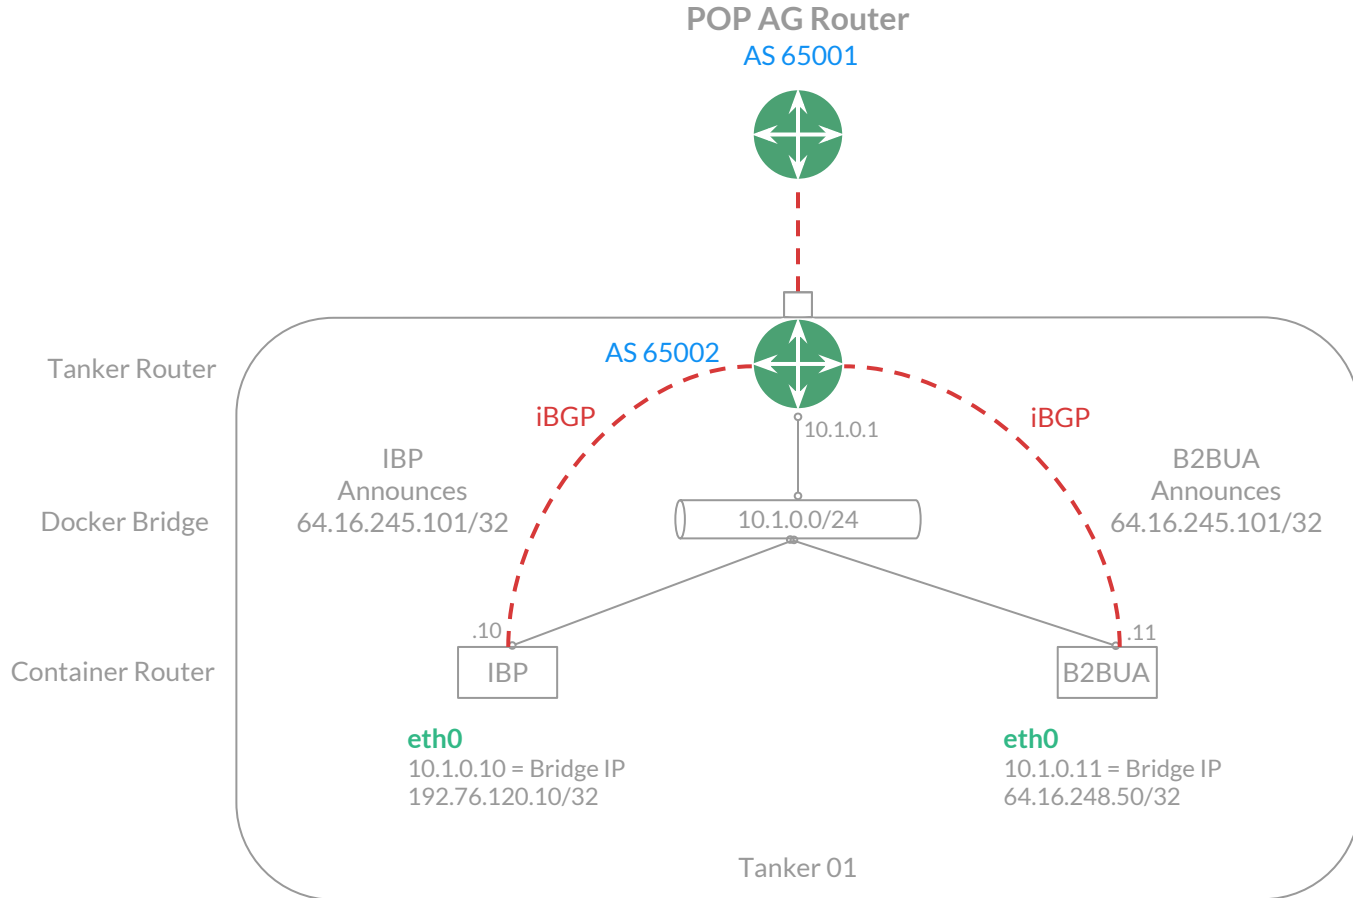 POP AG Router
AS 65001
AS 65002
Tanker Router
iBGP
iBGP
10.1.0.1
IBP
Announces
64.16.245.101/32
B2BUA
Announces
64.16.245.101/32
Docker Bridge
10.1.0.0/24
.10
.11
Container Router
IBP
B2BUA
eth0
10.1.0.10 = Bridge IP
192.76.120.10/32
eth0
10.1.0.11 = Bridge IP
64.16.248.50/32
Tanker 01